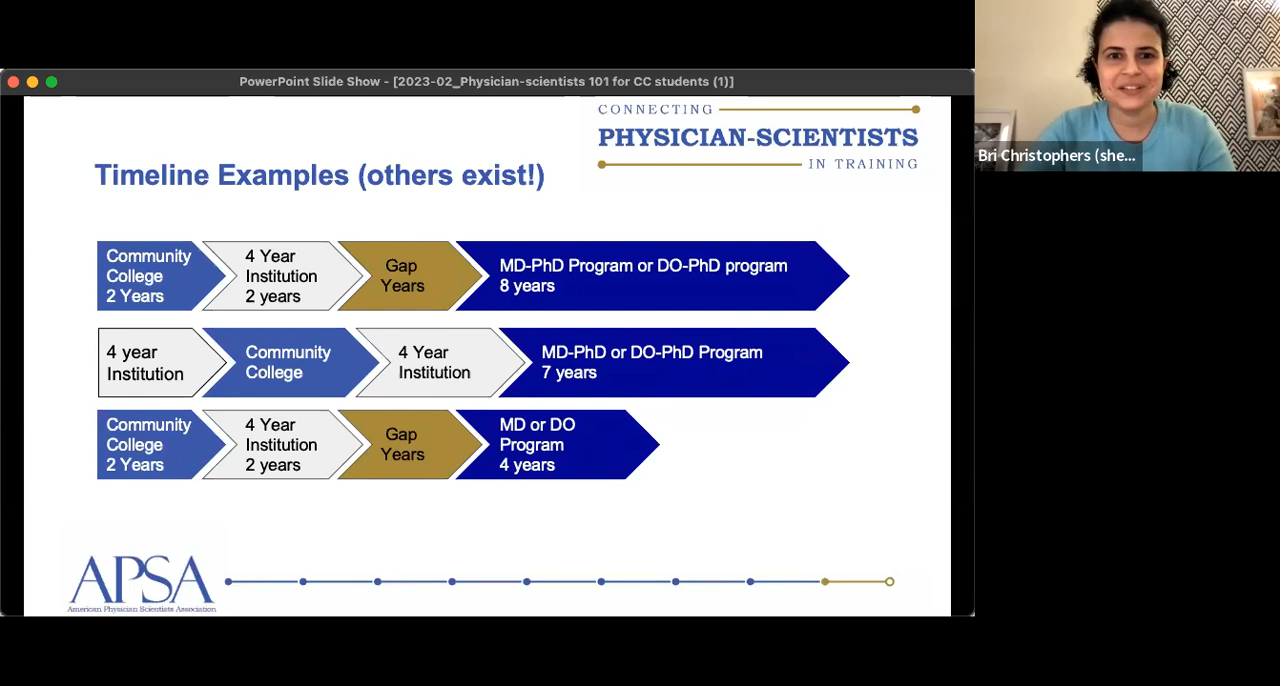 PowerPoint Slide Show - [2023-02_Physician-scientists 101 for CC students (1)]
CONNECTING
PHYSICIAN-SCIENTISTS
IN TRAINING
Timeline Examples (others exist!)
Community
College
2 Years
4 Year
Institution
2 years
Gap
Years
MD-PhD Program or DO-PhD program
8 years
4 year
Institution
Community
College
4 Year
Institution
MD-PhD or DO-PhD Program
7 years
Community
College
2 Years
4 Year
Institution
2 years
Gap
Years
MD or DO
Program
4 years
APSA
American Physician Scientists Association
Bri Christophers (she...